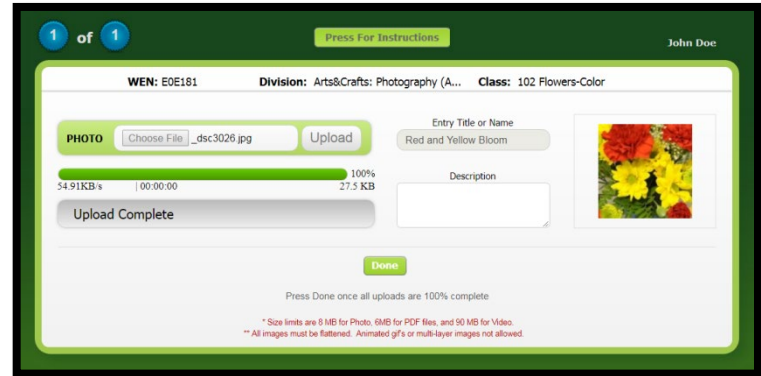 1 of 1
Press For Instructions
John Doe
WEN: E0E181 Division: Arts&Crafts: Photography (A... Class: 102 Flowers-Color
PHOTO Choose File _dsc3026.jpg Upload
Entry Title or Name
Red and Yellow Bloom
100%
54.91KB/s | 00:00:00 27.5 KB
Description
Upload Complete
Done
Press Done once all uploads are 100% complete
* Size limits are 8 MB for Photo, 6MB for PDF files, and 90 MB for Video.
** All images must be flattened. Animated gif's or multi-layer images not allowed.